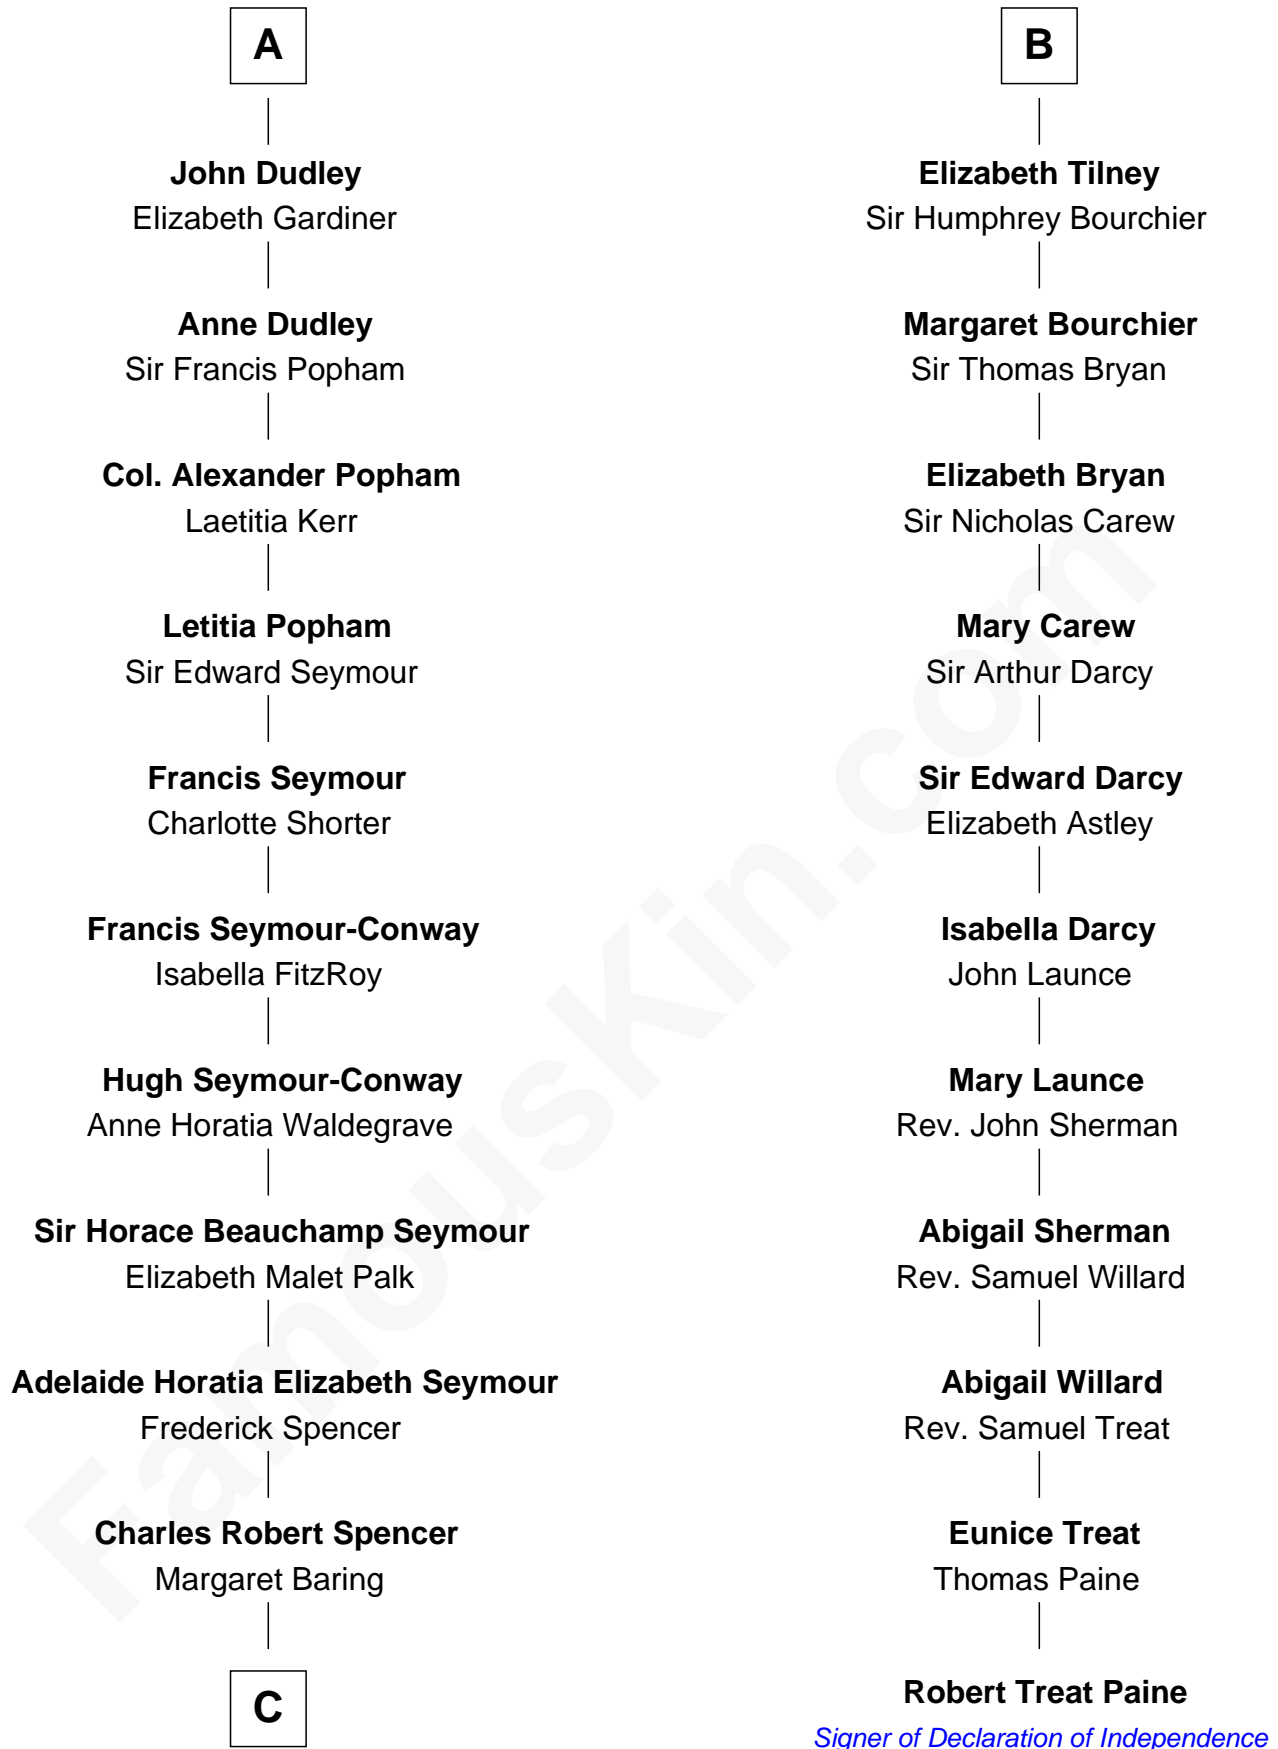 A
John Dudley
Elizabeth Gardiner
Anne Dudley
Sir Francis Popham
Col. Alexander Popham
Laetitia Kerr
Letitia Popham
Sir Edward Seymour
Francis Seymour
Charlotte Shorter
Francis Seymour-Conway
Isabella FitzRoy
Hugh Seymour-Conway
Anne Horatia Waldegrave
Sir Horace Beauchamp Seymour
Elizabeth Malet Palk
Adelaide Horatia Elizabeth Seymour
Frederick Spencer
Charles Robert Spencer
Margaret Baring
C
B
Elizabeth Tilney
Sir Humphrey Bourchier
Margaret Bourchier
Sir Thomas Bryan
Elizabeth Bryan
Sir Nicholas Carew
Mary Carew
Sir Arthur Darcy
Sir Edward Darcy
Elizabeth Astley
Isabella Darcy
John Launce
Mary Launce
Rev. John Sherman
Abigail Sherman
Rev. Samuel Willard
Abigail Willard
Rev. Samuel Treat
Eunice Treat
Thomas Paine
Robert Treat Paine
Signer of Declaration of Independence
FamousKin.com